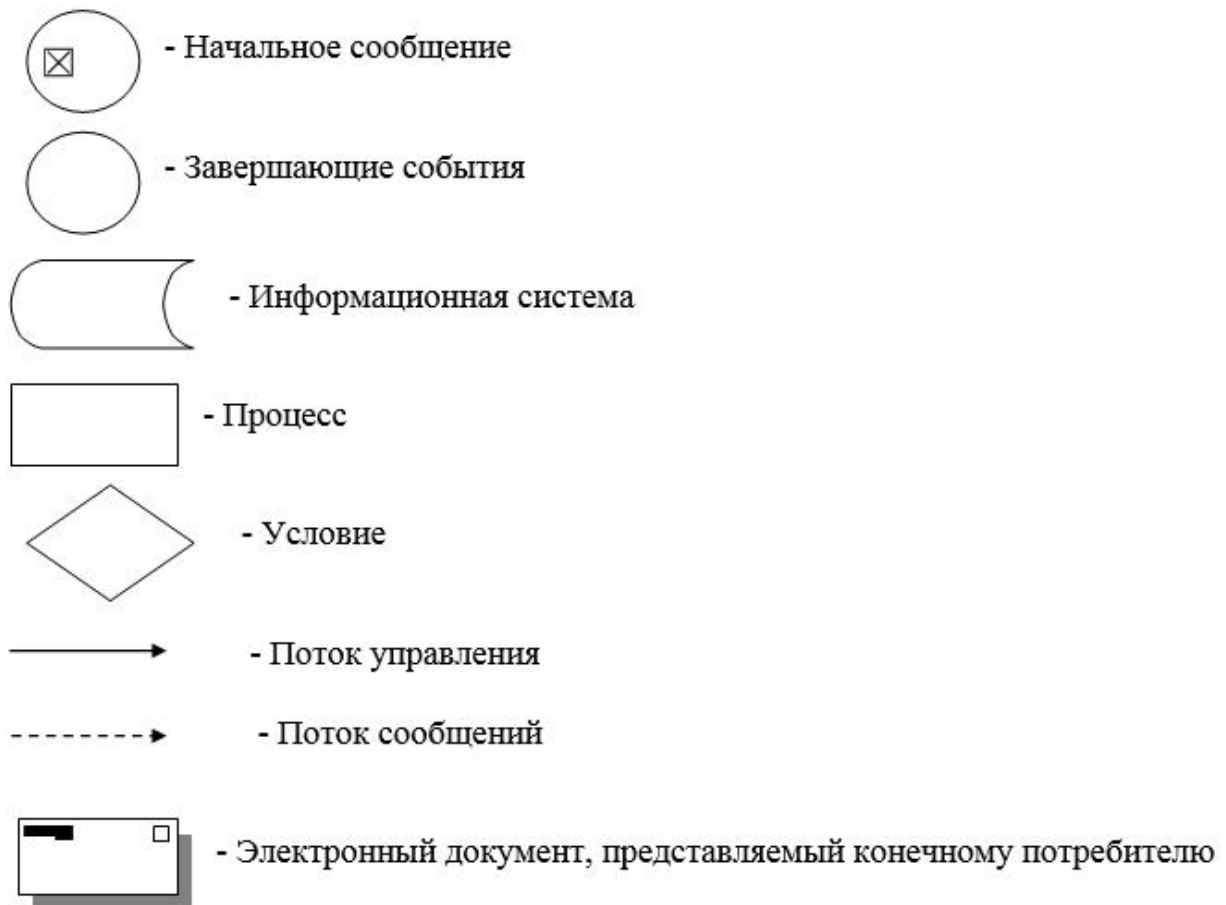 - Начальное сообщение
- Завершающие события
- Информационная система
- Процесс
- Условие
- Поток управления
- Поток сообщений
- Электронный документ, представляемый конечному потребителю